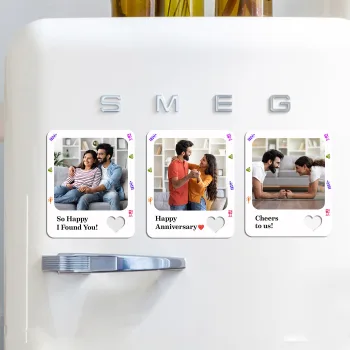 SMEG
So Happy
I Found You!
Happy
Anniversary❤
Cheers
to us!